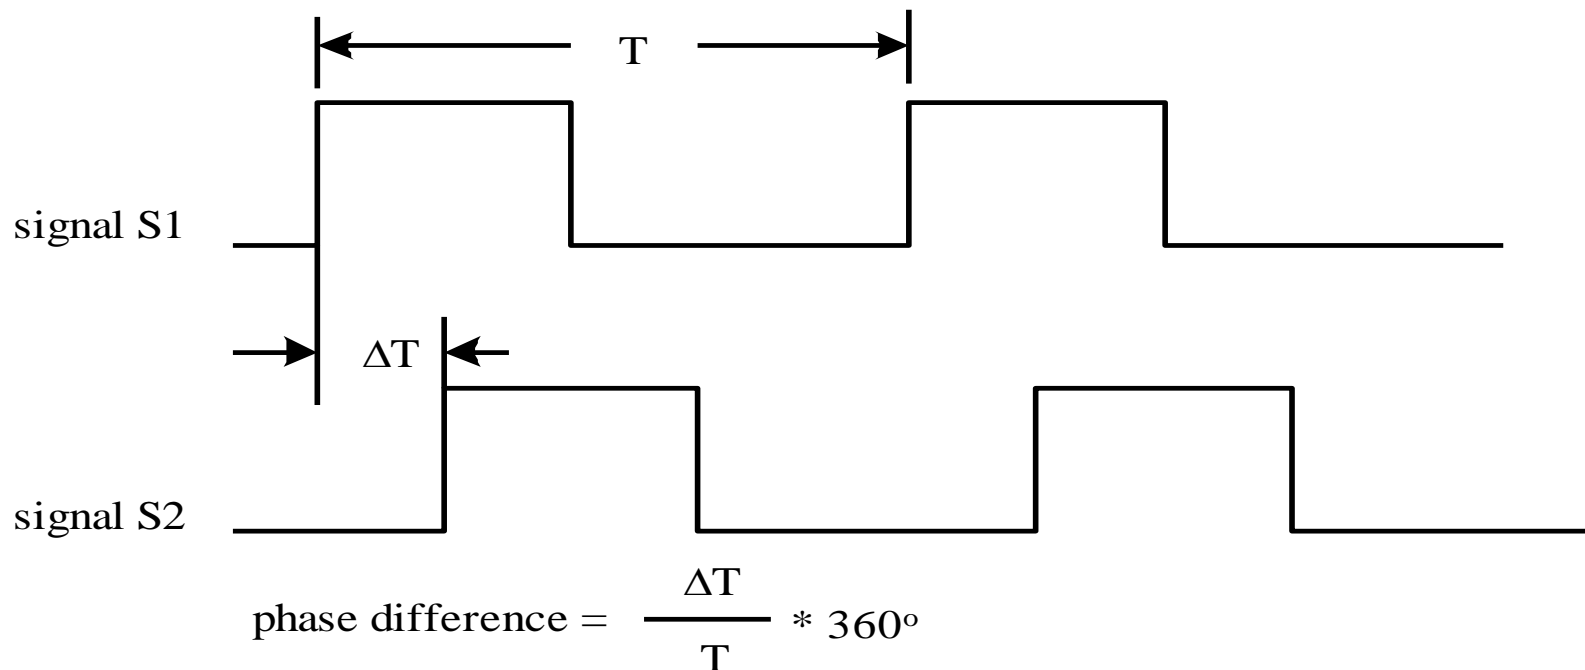 T
signal S1
ΔT
signal S2
phase difference = ΔT / T * 360°